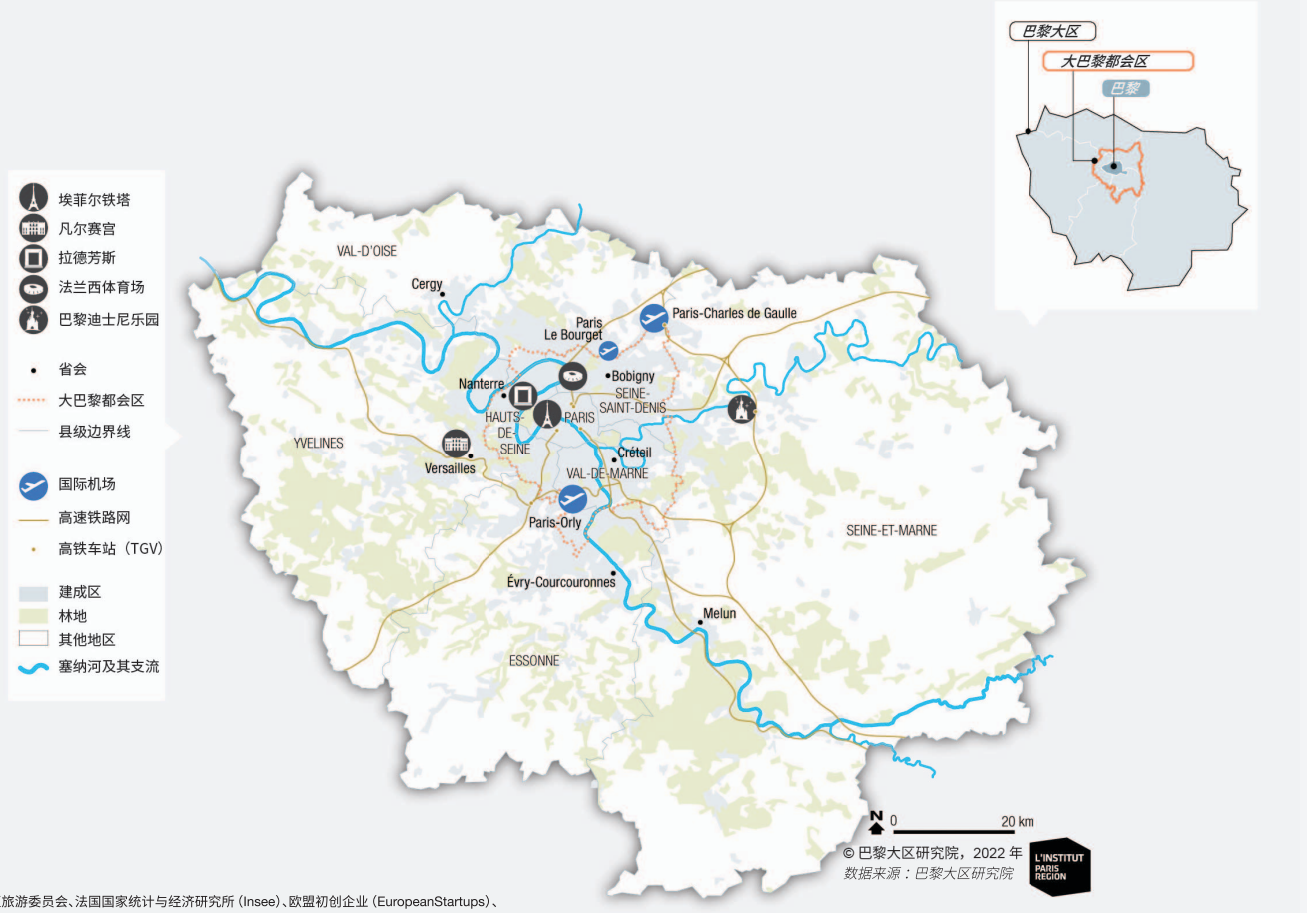 巴黎大区
大巴黎都会区
巴黎
埃菲尔铁塔
凡尔赛宫
拉德芳斯
法兰西体育场
巴黎迪士尼乐园
省会
大巴黎都会区
县级边界线
国际机场
高速铁路网
高铁车站（TGV）
建成区
林地
其他地区
塞纳河及其支流
VAL-D'OISE
Cergy
Paris-Charles de Gaulle
Paris
Le Bourget
Bobigny
Nanterre
SEINE-
SAINT-DENIS
HAUTS-
DE-
SEINE
PARIS
YVELINES
Versailles
Créteil
VAL-DE-MARNE
Paris-Orly
SEINE-ET-MARNE
Évry-Courcouronnes
Melun
ESSONNE
N
0
20 km
© 巴黎大区研究院，2022 年
数据来源：巴黎大区研究院
L'INSTITUT
PARIS
REGION
旅游委员会、法国国家统计与经济研究所 (Insee)、欧盟初创企业 (EuropeanStartups)、